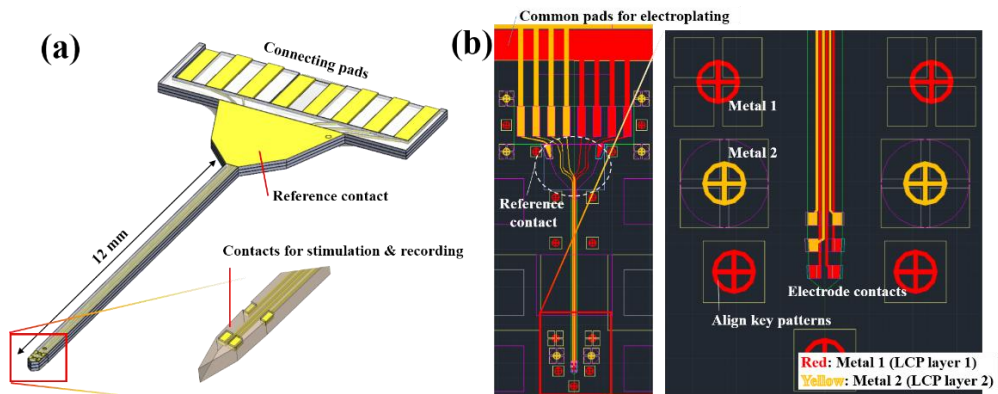 (a)
Connecting pads
Reference contact
12 mm
Contacts for stimulation & recording
(b)
Common pads for electroplating
Reference
contact
Metal 1
Metal 2
Electrode contacts
Align key patterns
Red: Metal 1 (LCP layer 1)
Yellow: Metal 2 (LCP layer 2)